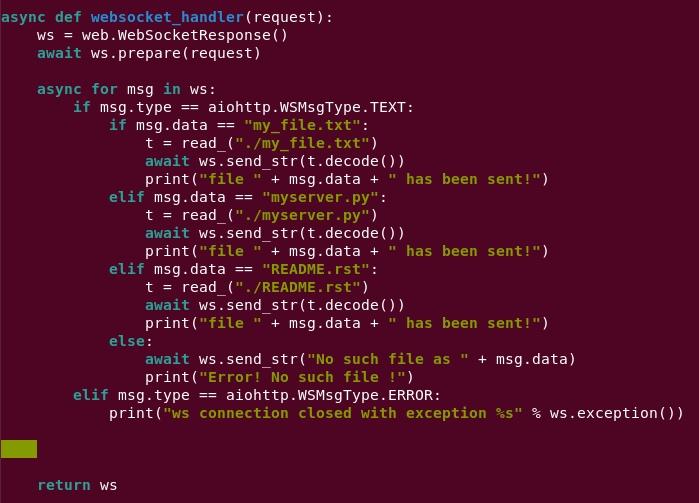 async def websocket_handler(request):
    ws = web.WebSocketResponse()
    await ws.prepare(request)

    async for msg in ws:
        if msg.type == aiohttp.WSMsgType.TEXT:
            if msg.data == "my_file.txt":
                t = read_("./my_file.txt")
                await ws.send_str(t.decode())
                print("file " + msg.data + " has been sent!")
            elif msg.data == "myserver.py":
                t = read_("./myserver.py")
                await ws.send_str(t.decode())
                print("file " + msg.data + " has been sent!")
            elif msg.data == "README.rst":
                t = read_("./README.rst")
                await ws.send_str(t.decode())
                print("file " + msg.data + " has been sent!")
            else:
                await ws.send_str("No such file as " + msg.data)
                print("Error! No such file !")
        elif msg.type == aiohttp.WSMsgType.ERROR:
            print("ws connection closed with exception %s" % ws.exception())

    return ws